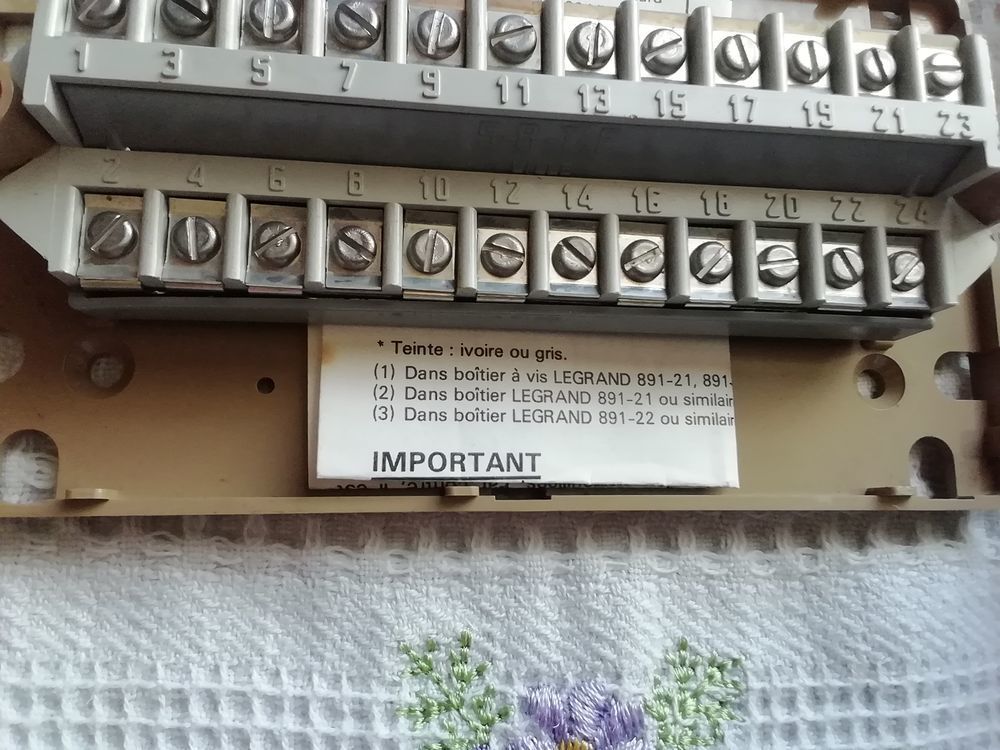 1 3 5 7 9 11 13 15 17 19 21 23
2 4 6 8 10 12 14 16 18 20 22 24
* Teinte : ivoire ou gris.
(1) Dans boîtier à vis LEGRAND 891-21, 891-
(2) Dans boîtier LEGRAND 891-21 ou similair
(3) Dans boîtier LEGRAND 891-22 ou similair
IMPORTANT